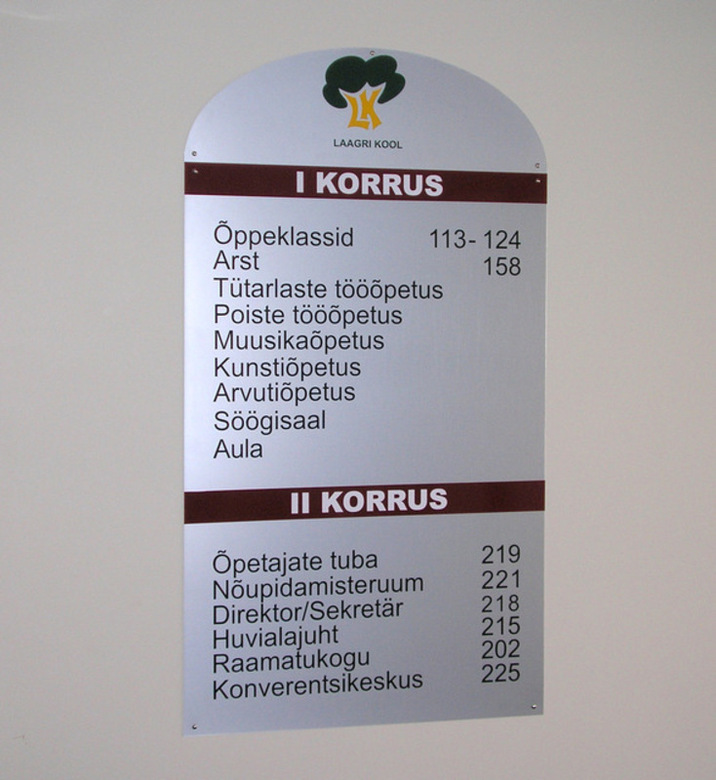 LK
LAAGRI KOOL
I KORRUS
Õppeklassid 113- 124
Arst 158
Tütarlaste tööõpetus
Poiste tööõpetus
Muusikaõpetus
Kunstiõpetus
Arvutiõpetus
Söögisaal
Aula
II KORRUS
Õpetajate tuba 219
Nõupidamisteruum 221
Direktor/Sekretär 218
Huvialajuht 215
Raamatukogu 202
Konverentsikeskus 225